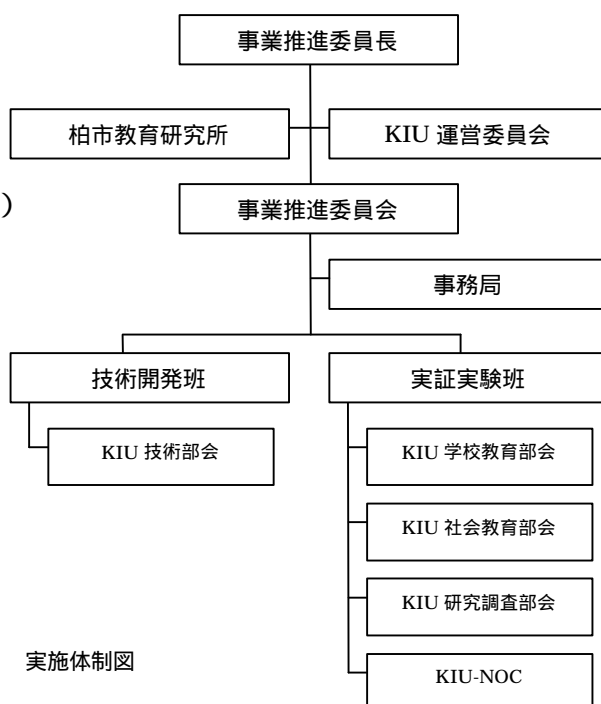 事業推進委員長
柏市教育研究所
KIU 運営委員会
)
事業推進委員会
事務局
技術開発班
実証実験班
KIU 技術部会
KIU 学校教育部会
KIU 社会教育部会
KIU 研究調査部会
実施体制図
KIU-NOC